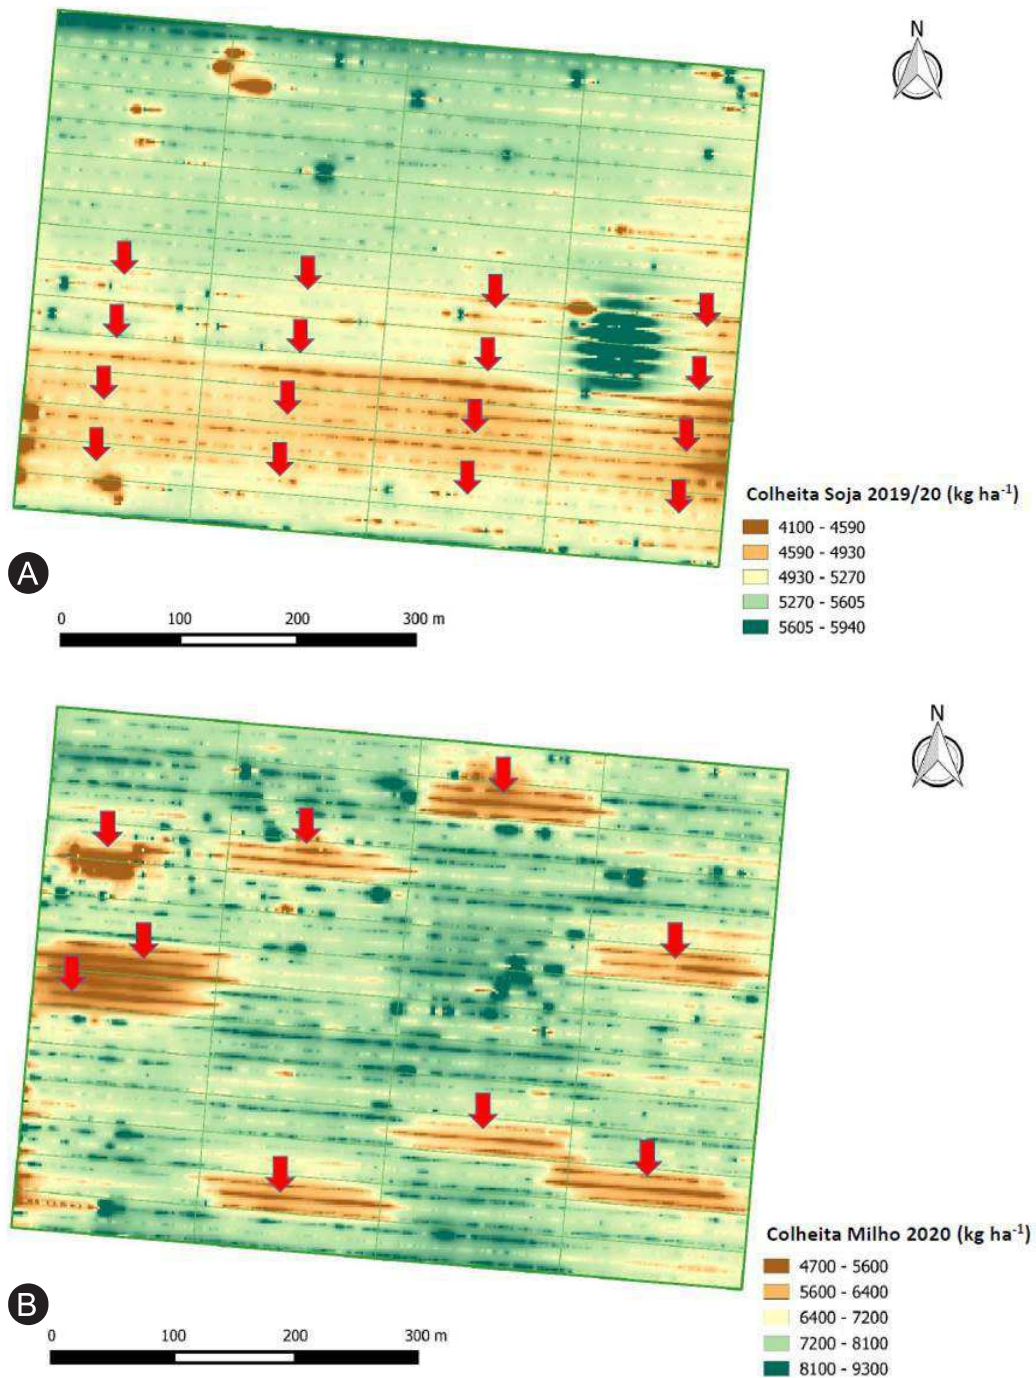 N
Colheita Soja 2019/20 (kg ha⁻¹)
4100 - 4590
4590 - 4930
4930 - 5270
5270 - 5605
5605 - 5940
A
0 100 200 300 m
N
Colheita Milho 2020 (kg ha⁻¹)
4700 - 5600
5600 - 6400
6400 - 7200
7200 - 8100
8100 - 9300
B
0 100 200 300 m